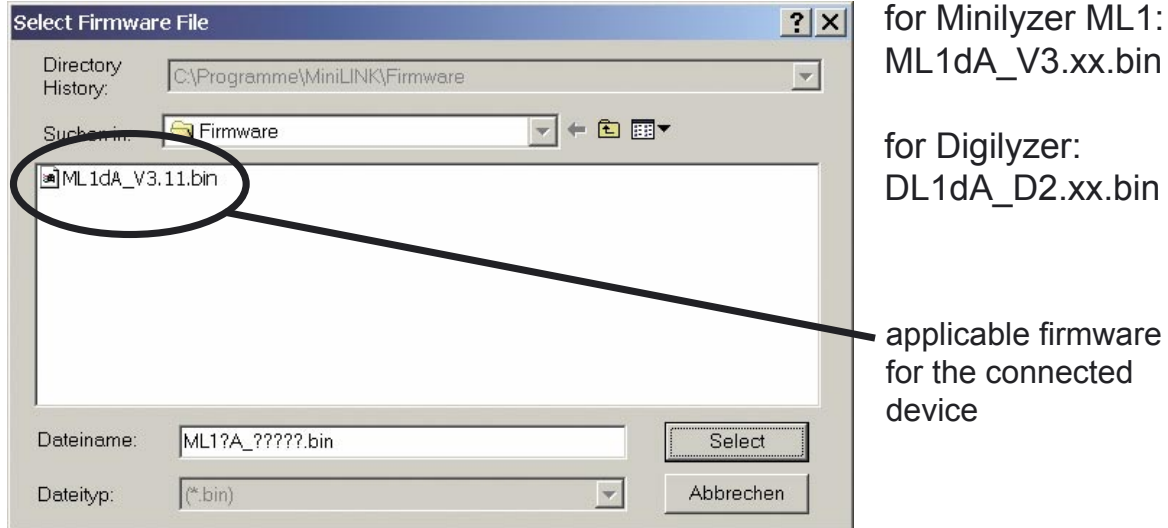 Select Firmware File
Directory
History:
C:\Programme\MiniLINK\Firmware
Suchen in:
Firmware
ML1dA_V3.11.bin
Dateiname:
ML1?A_?????.bin
Select
Dateityp:
(*.bin)
Abbrechen
for Minilyzer ML1:
ML1dA_V3.xx.bin
for Digilyzer:
DL1dA_D2.xx.bin
applicable firmware
for the connected
device